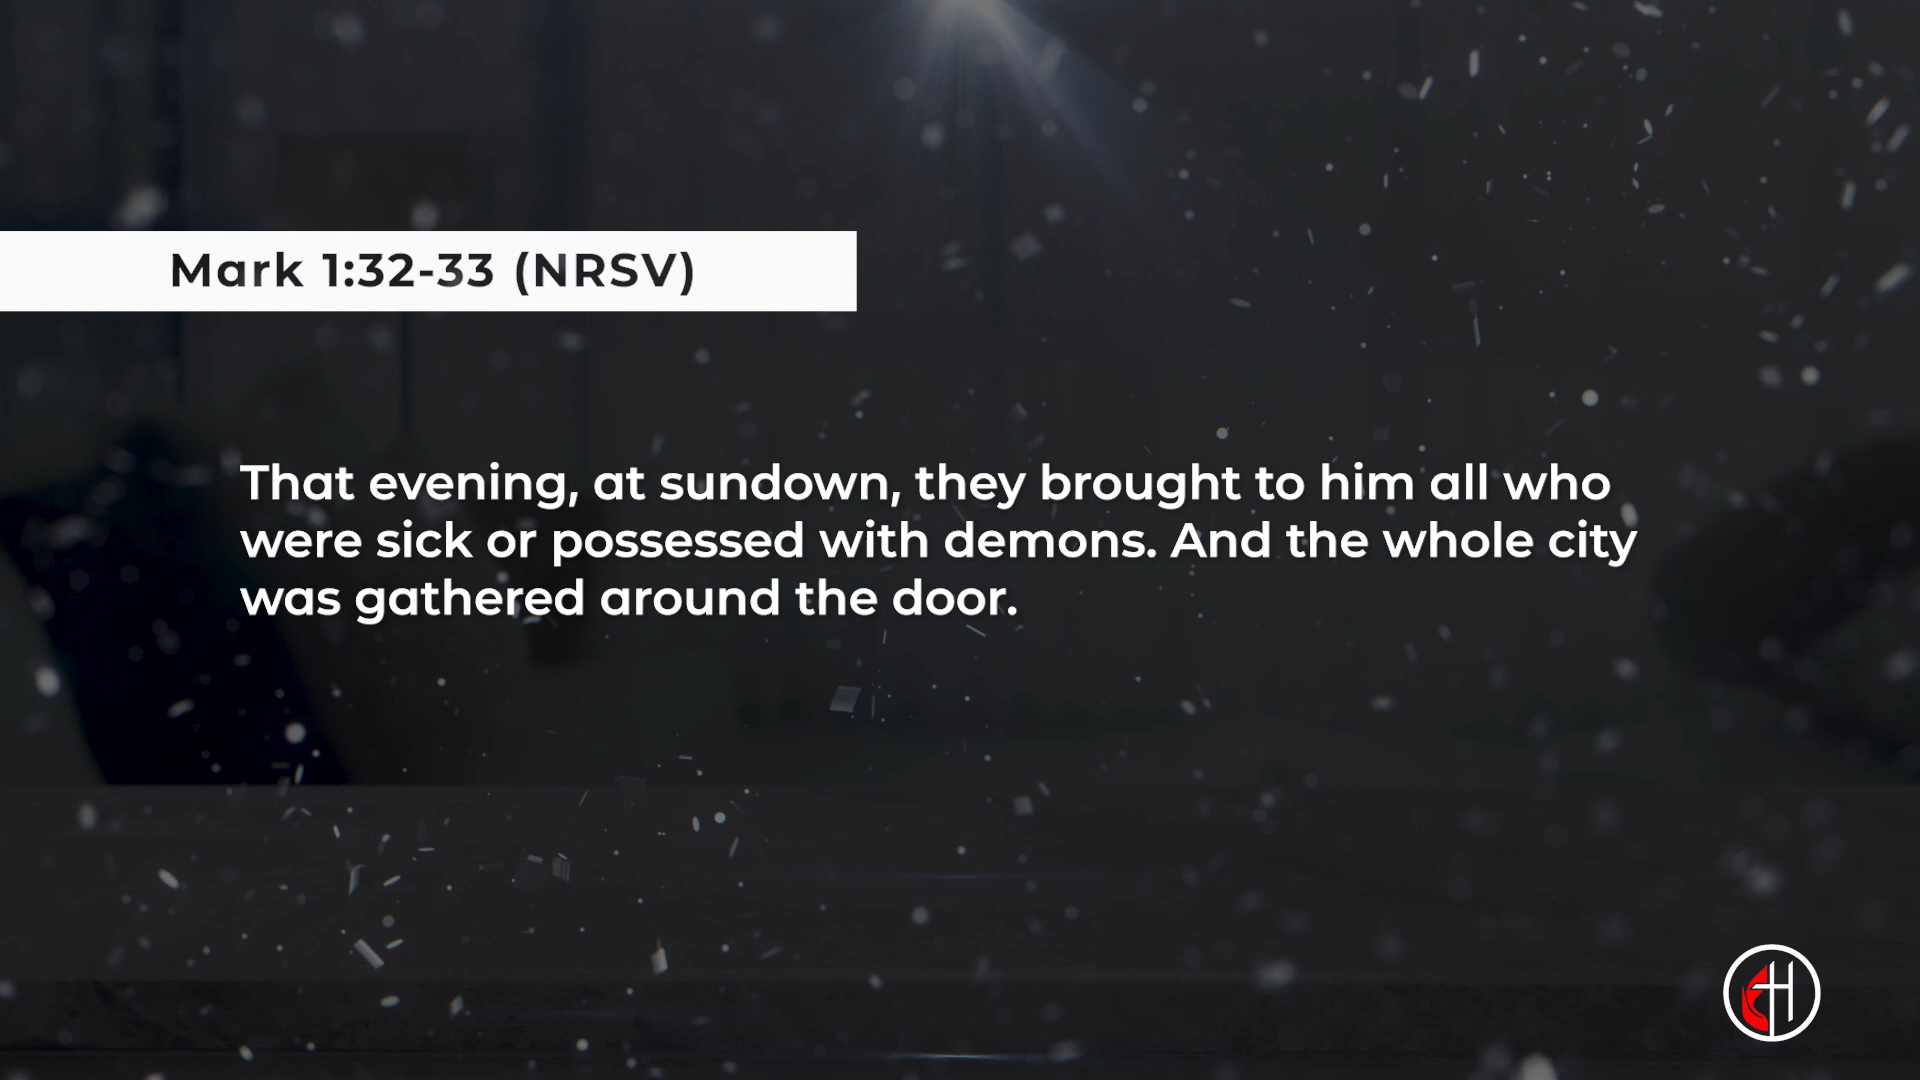 Mark 1:32-33 (NRSV)
That evening, at sundown, they brought to him all who
were sick or possessed with demons. And the whole city
was gathered around the door.
H